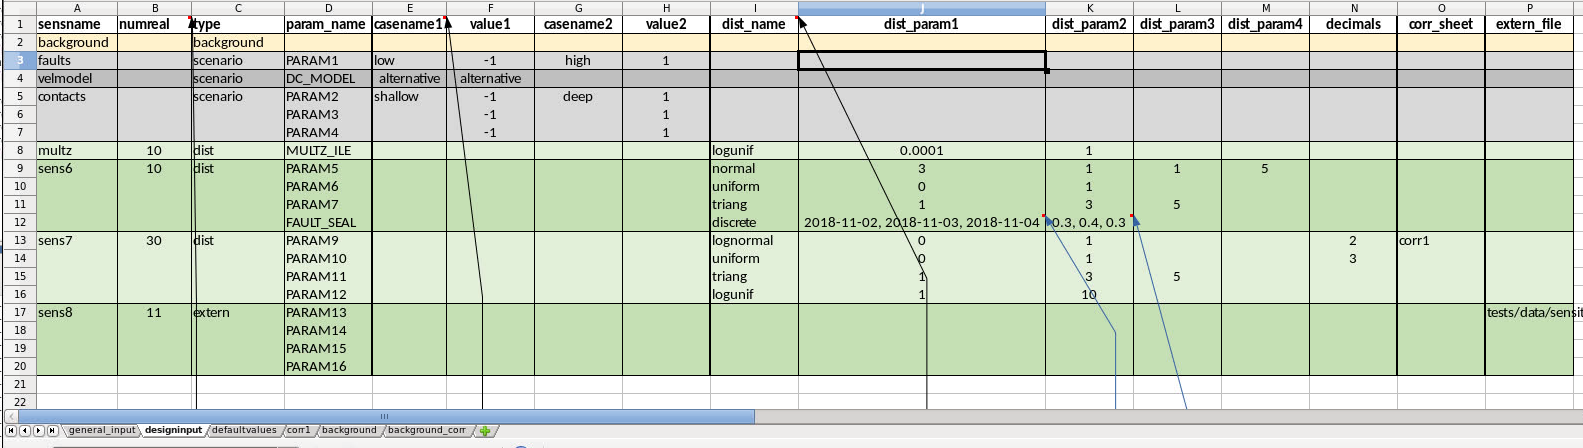 A B C D E F G H I J K L M N O P
1 sensname numreal type param_name casename1 value1 casename2 value2 dist_name dist_param1 dist_param2 dist_param3 dist_param4 decimals corr_sheet extern_file
2 background background
3 faults scenario PARAM1 low -1 high 1
4 velmodel scenario DC_MODEL alternative alternative
5 contacts scenario PARAM2 shallow -1 deep 1
6 PARAM3 -1 1
7 PARAM4 -1 1
8 multz 10 dist MULTZ_ILE logunif 0.0001 1
9 sens6 10 dist PARAM5 normal 3 1 1 5
10 PARAM6 uniform 0 1
11 PARAM7 triang 1 3 5
12 FAULT_SEAL discrete 2018-11-02, 2018-11-03, 2018-11-04 0.3, 0.4, 0.3
13 sens7 30 dist PARAM9 lognormal 0 1 2 corr1
14 PARAM10 uniform 0 1 3
15 PARAM11 triang 1 3 5
16 PARAM12 logunif 1 10
17 sens8 11 extern PARAM13 tests/data/sensit
18 PARAM14
19 PARAM15
20 PARAM16
21
22
general_input designinput defaultvalues corr1 background background_corr